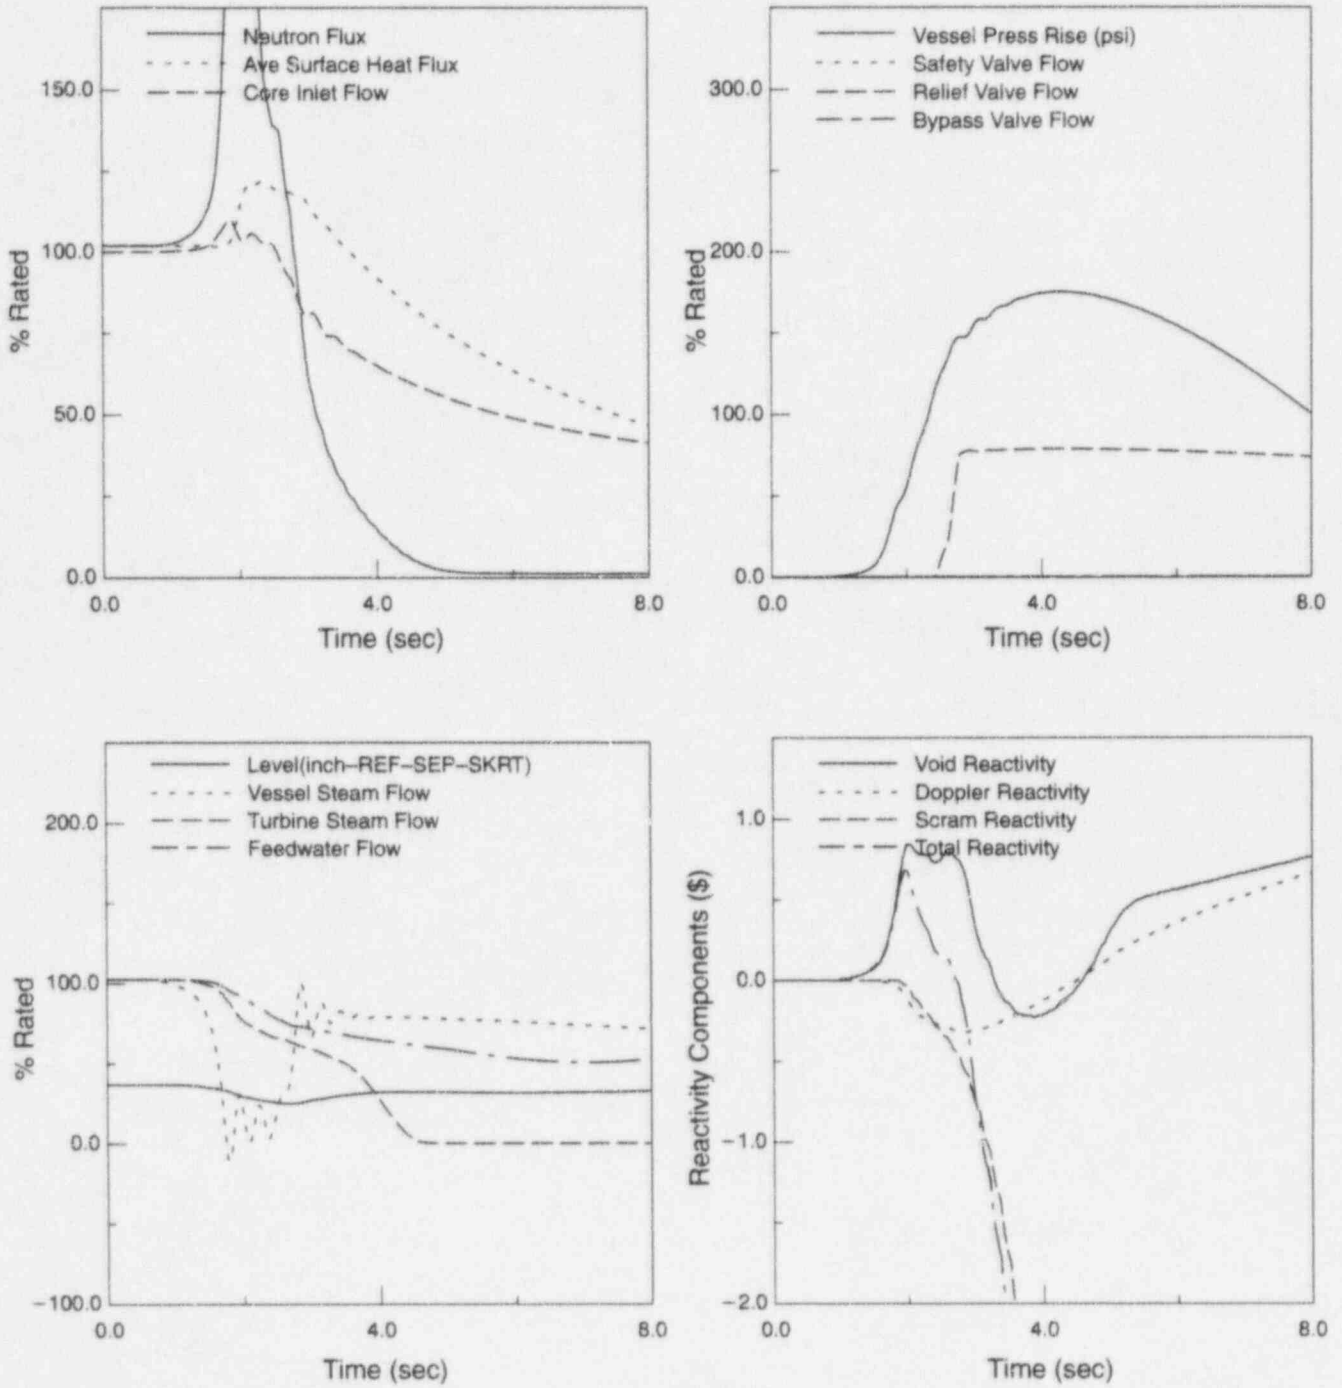 Neutron Flux
Ave Surface Heat Flux
Core Inlet Flow
150.0
100.0
50.0
0.0
% Rated
0.0 4.0 8.0
Time (sec)
Vessel Press Rise (psi)
Safety Valve Flow
Relief Valve Flow
Bypass Valve Flow
300.0
200.0
100.0
0.0
% Rated
0.0 4.0 8.0
Time (sec)
Level(inch-REF-SEP-SKRT)
Vessel Steam Flow
Turbine Steam Flow
Feedwater Flow
200.0
100.0
0.0
-100.0
% Rated
0.0 4.0 8.0
Time (sec)
Void Reactivity
Doppler Reactivity
Scram Reactivity
Total Reactivity
1.0
0.0
-1.0
-2.0
Reactivity Components ($)
0.0 4.0 8.0
Time (sec)